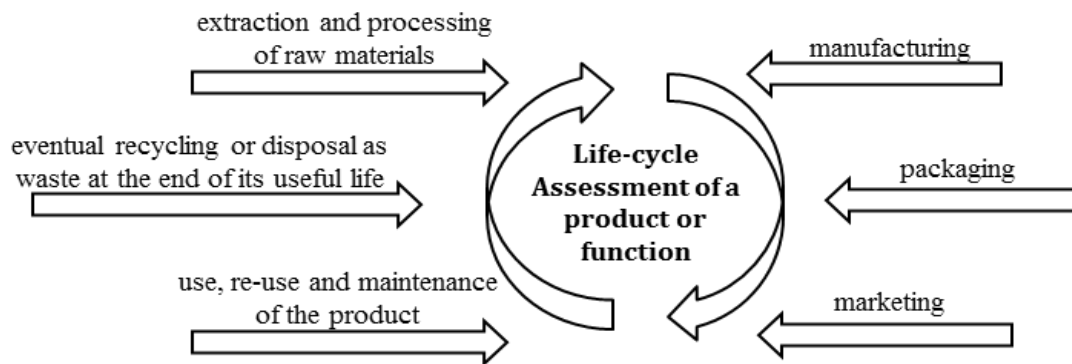 extraction and processing
of raw materials
manufacturing
eventual recycling or disposal as
waste at the end of its useful life
Life-cycle
Assessment of a
product or
function
packaging
use, re-use and maintenance
of the product
marketing